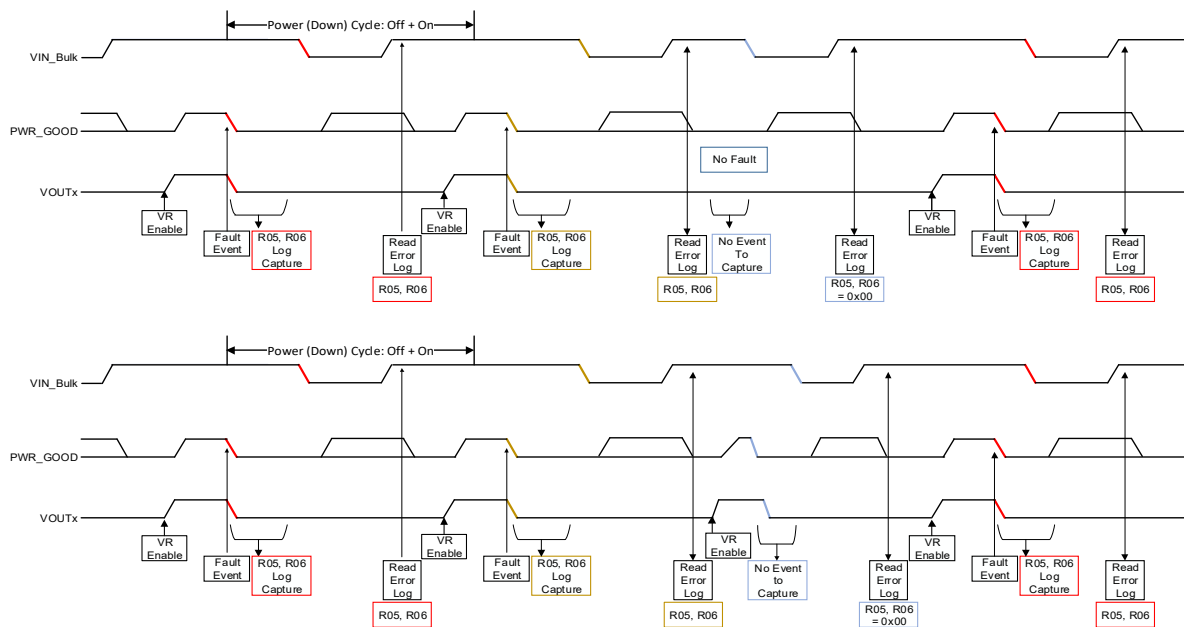 Power (Down) Cycle: Off + On
VIN_Bulk
PWR_GOOD
No Fault
VOUTx
VR
Enable
Fault
Event
R05, R06
Log
Capture
Read
Error
Log
R05, R06
VR
Enable
Fault
Event
R05, R06
Log
Capture
Read
Error
Log
R05, R06
No Event
To
Capture
Read
Error
Log
R05, R06
= 0x00
VR
Enable
Fault
Event
R05, R06
Log
Capture
Read
Error
Log
R05, R06
Power (Down) Cycle: Off + On
VIN_Bulk
PWR_GOOD
VOUTx
VR
Enable
Fault
Event
R05, R06
Log
Capture
Read
Error
Log
R05, R06
VR
Enable
Fault
Event
R05, R06
Log
Capture
Read
Error
Log
R05, R06
VR
Enable
No Event
to
Capture
Read
Error
Log
R05, R06
= 0x00
VR
Enable
Fault
Event
R05, R06
Log
Capture
Read
Error
Log
R05, R06